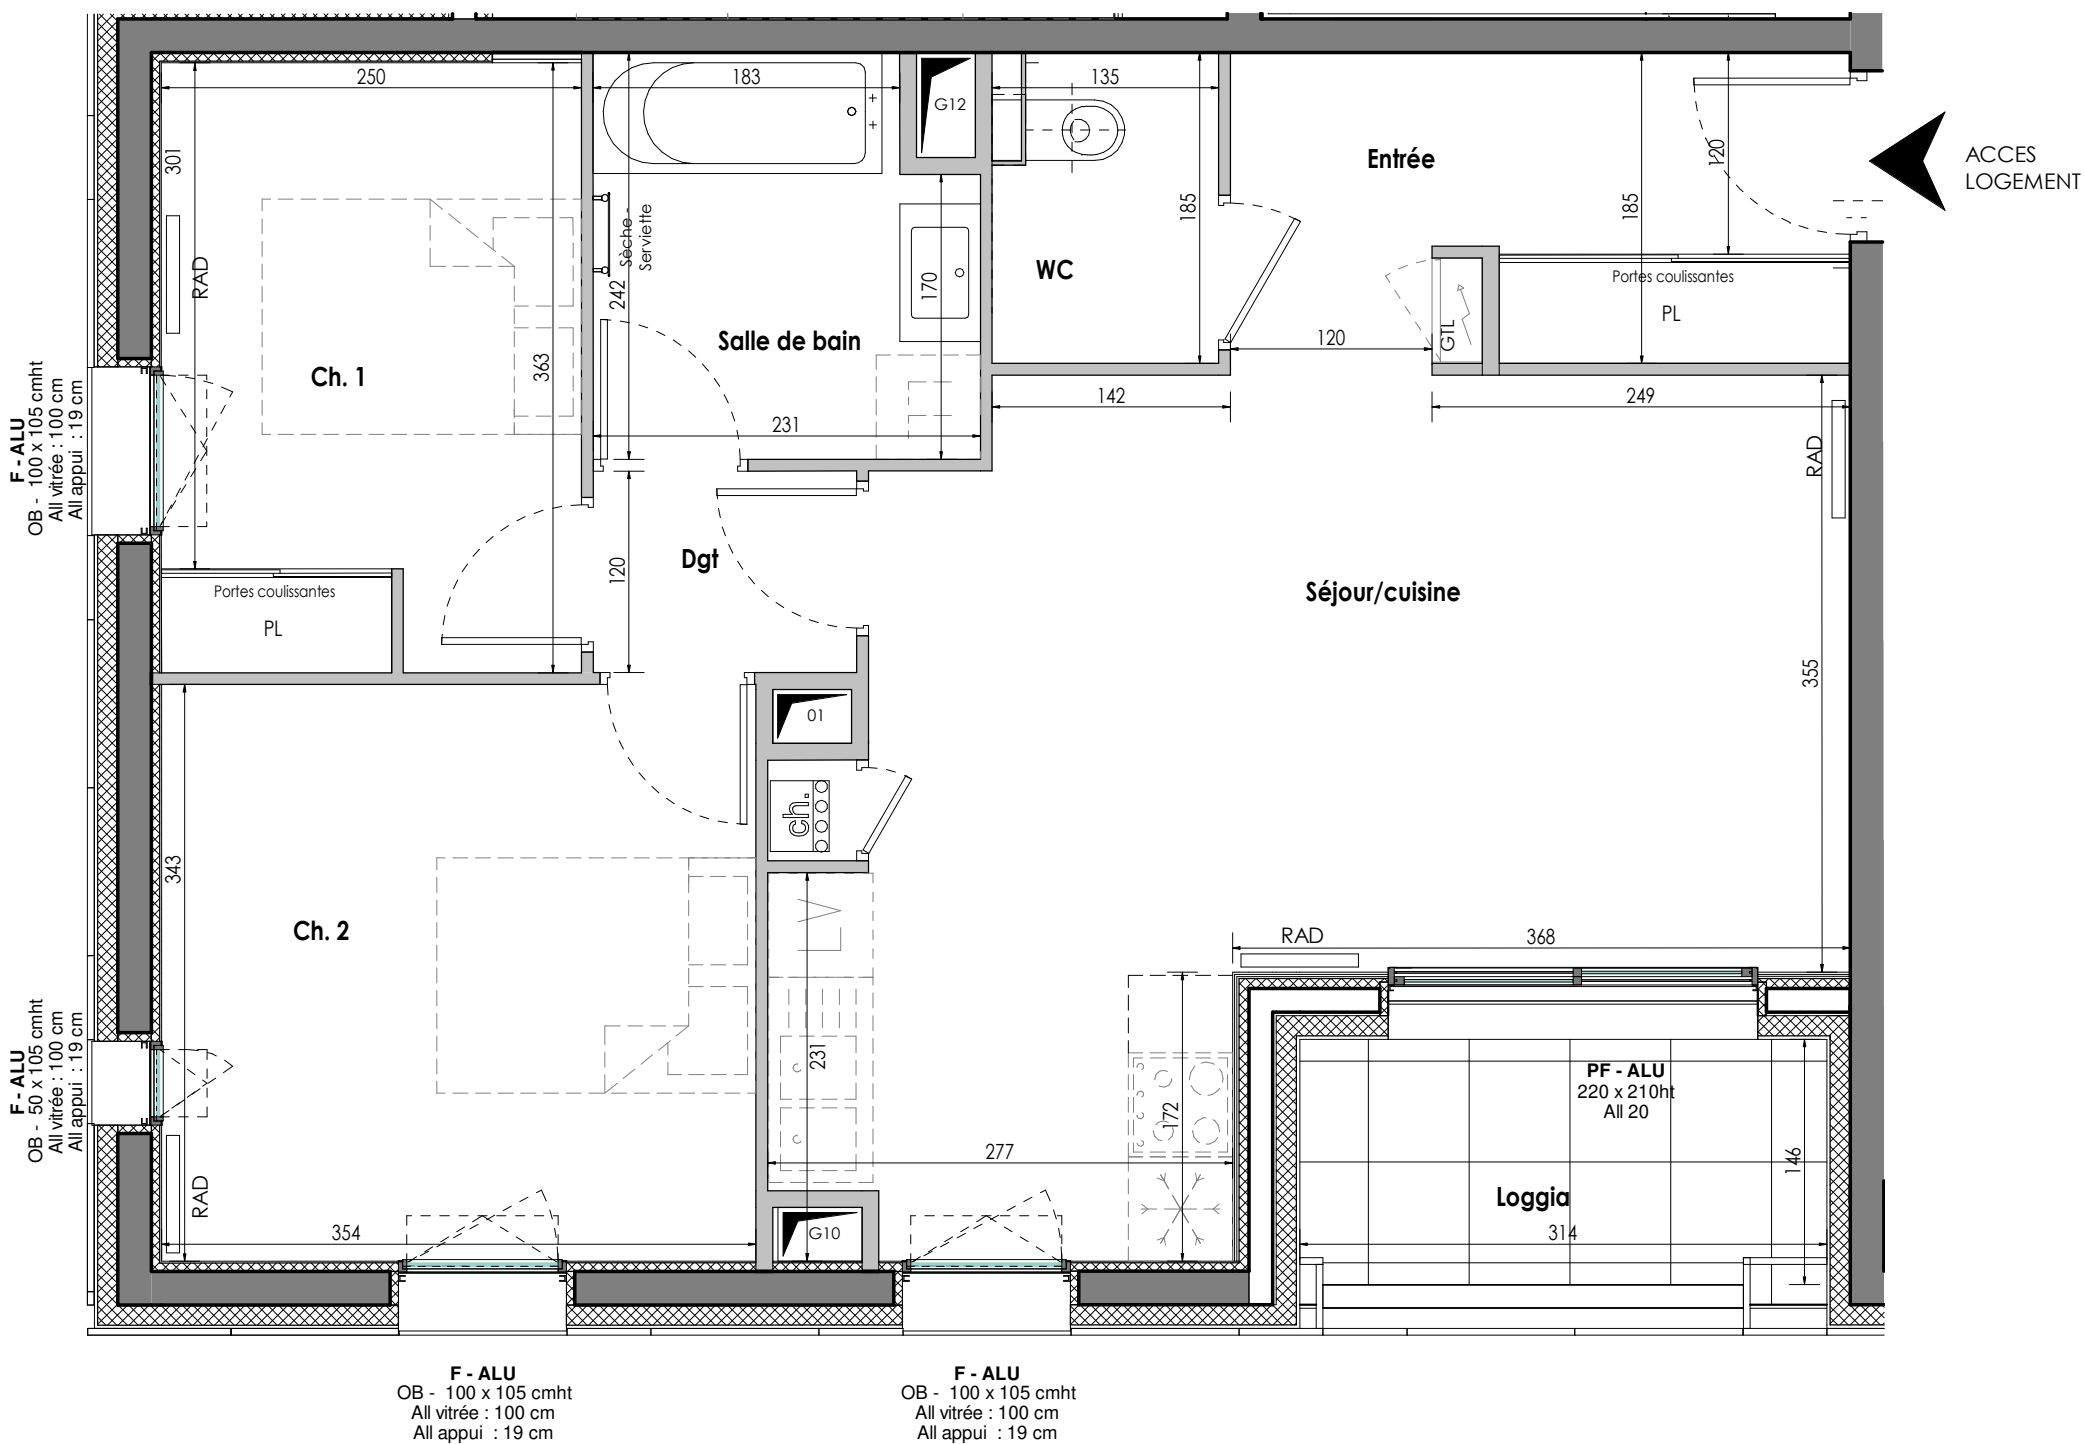 250
183
G12
135
Entrée
120
ACCES
LOGEMENT
301
RAD
Sèche -
Serviette
242
170
185
185
WC
Portes coulissantes
PL
GTL
Salle de bain
120
Ch. 1
363
231
142
249
RAD
F - ALU
OB -  100 x 105 cmht
All vitrée : 100 cm
All appui  : 19 cm
Dgt
120
Séjour/cuisine
Portes coulissantes
PL
355
01
ch.
343
Ch. 2
LV
RAD
368
F - ALU
OB -  50 x 105 cmht
All vitrée : 100 cm
All appui  : 19 cm
231
172
PF - ALU
220 x 210ht
All 20
277
146
RAD
Loggia
354
G10
314
F - ALU
OB -  100 x 105 cmht
All vitrée : 100 cm
All appui  : 19 cm
F - ALU
OB -  100 x 105 cmht
All vitrée : 100 cm
All appui  : 19 cm